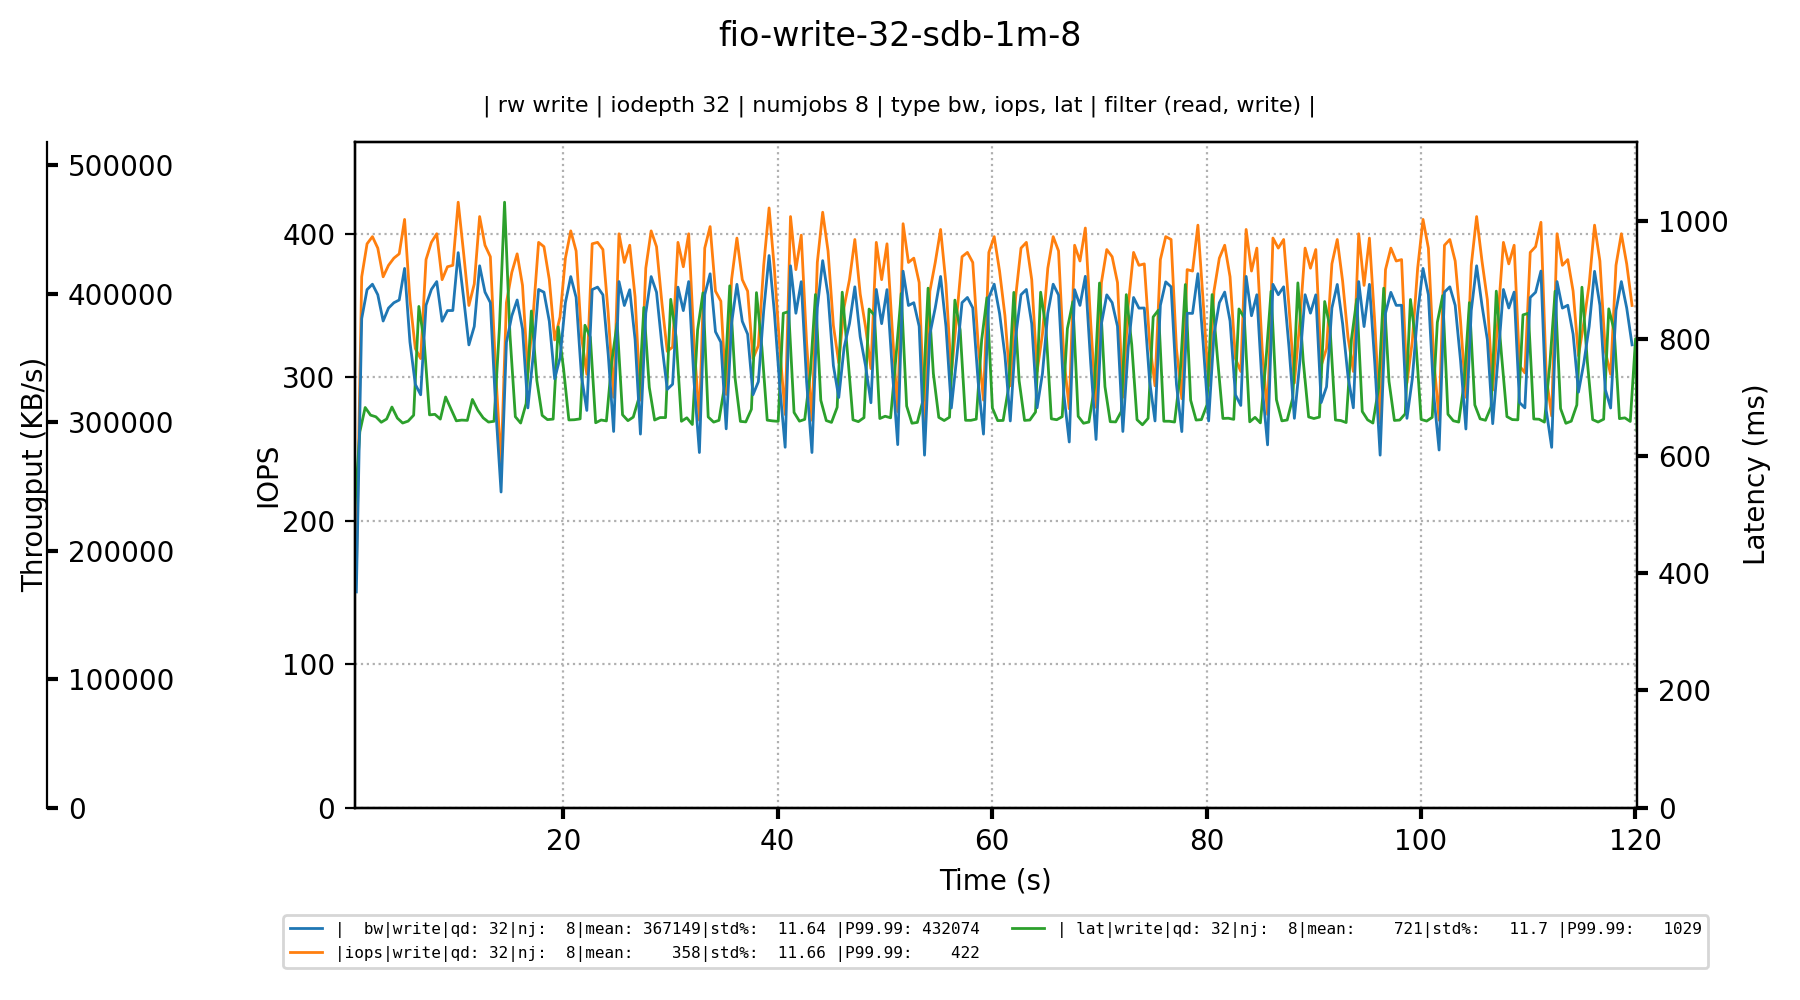 fio-write-32-sdb-1m-8
| rw write | iodepth 32 | numjobs 8 | type bw, iops, lat | filter (read, write) |
Througput (KB/s)
500000
400000
300000
200000
100000
0
IOPS
400
300
200
100
0
1000
800
600
400
200
0
Latency (ms)
20 40 60 80 100 120
Time (s)
|  bw|write|qd: 32|nj:  8|mean: 367149|std%:  11.64 |P99.99: 432074
|iops|write|qd: 32|nj:  8|mean:    358|std%:  11.66 |P99.99:    422
| lat|write|qd: 32|nj:  8|mean:    721|std%:   11.7 |P99.99:   1029